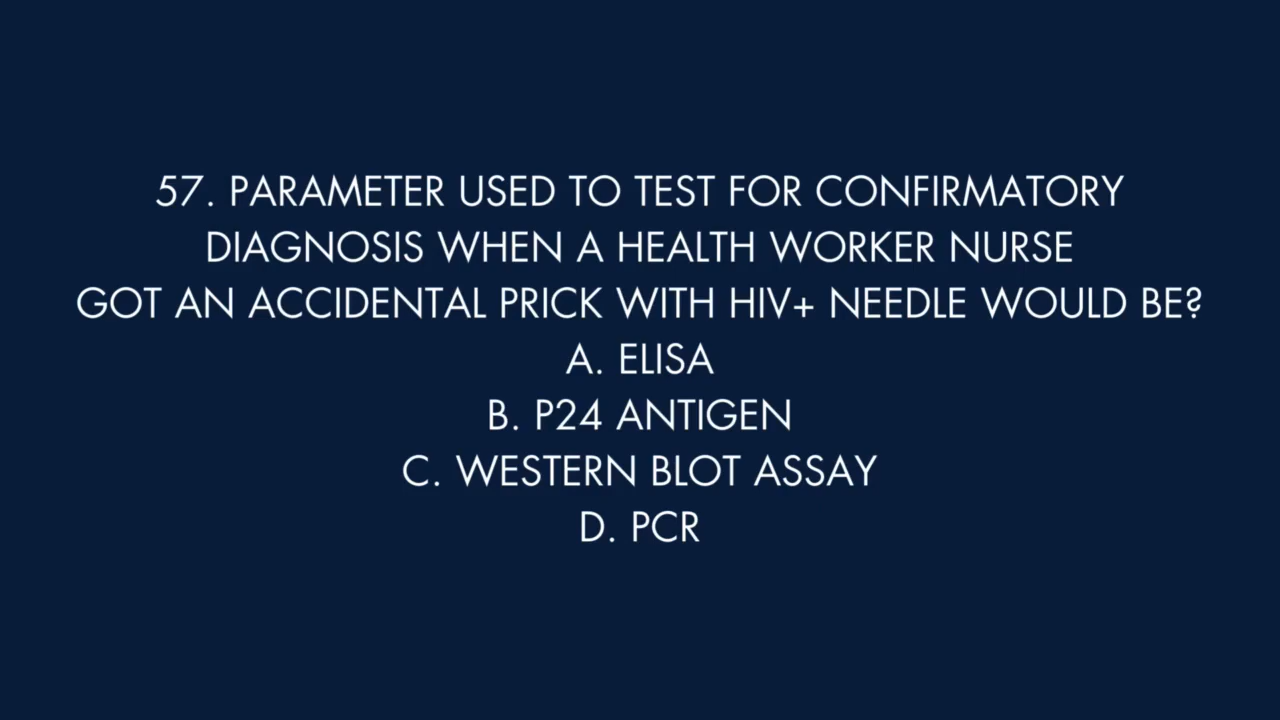 57. PARAMETER USED TO TEST FOR CONFIRMATORY
DIAGNOSIS WHEN A HEALTH WORKER NURSE
GOT AN ACCIDENTAL PRICK WITH HIV+ NEEDLE WOULD BE?
A. ELISA
B. P24 ANTIGEN
C. WESTERN BLOT ASSAY
D. PCR